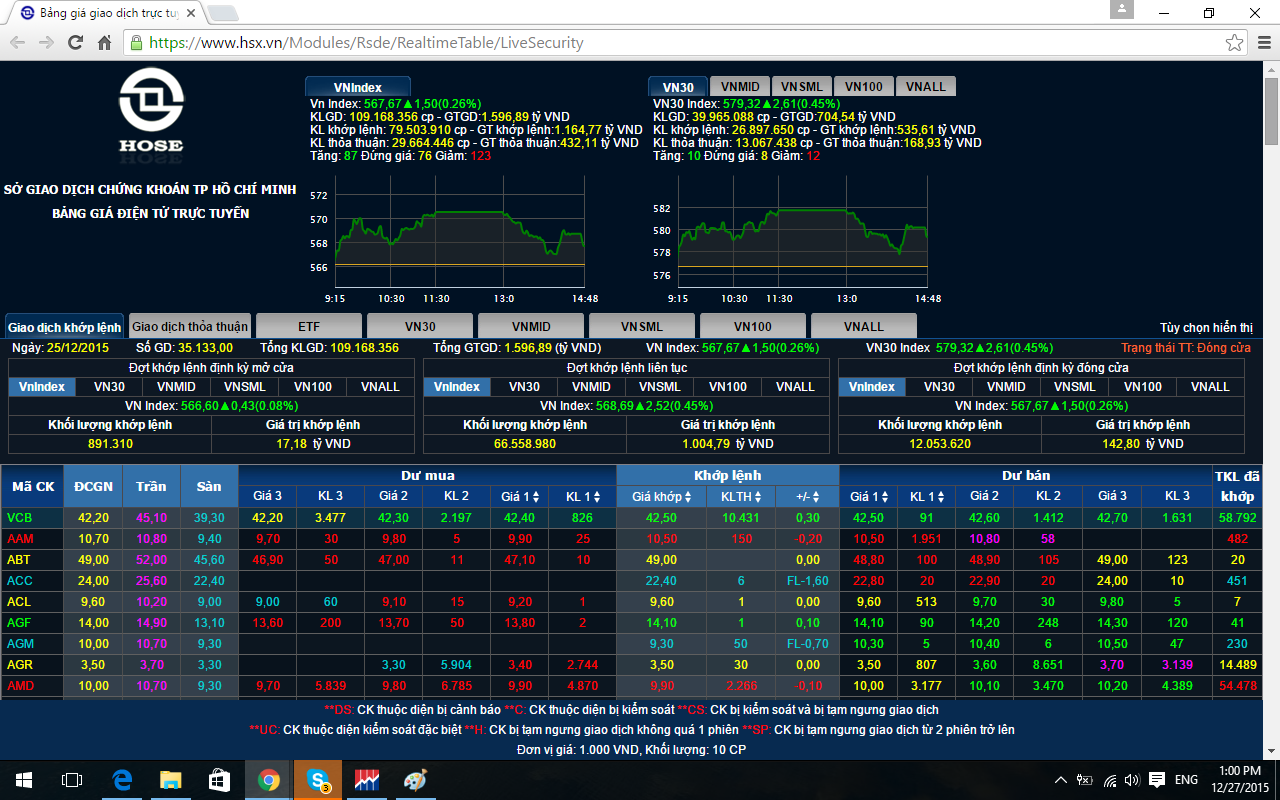 Bảng giá giao dịch trực tu
https://www.hsx.vn/Modules/Rsde/RealtimeTable/LiveSecurity
HOSE
SỞ GIAO DỊCH CHỨNG KHOÁN TP HỒ CHÍ MINH
BẢNG GIÁ ĐIỆN TỬ TRỰC TUYẾN
VNIndex
Vn Index: 567,67▲1,50(0.26%)
KLGD: 109.168.356 cp - GTGD:1.596,89 tỷ VND
KL khớp lệnh: 79.503.910 cp - GT khớp lệnh:1.164,77 tỷ VND
KL thỏa thuận: 29.664.446 cp - GT thỏa thuận:432,11 tỷ VND
Tăng: 87 Đứng giá: 76 Giảm: 123
572
570
568
566
9:15 10:30 11:30 13:0 14:48
VN30 VNMID VNSML VN100 VNALL
VN30 Index: 579,32▲2,61(0.45%)
KLGD: 39.965.088 cp - GTGD:704,54 tỷ VND
KL khớp lệnh: 26.897.650 cp - GT khớp lệnh:535,61 tỷ VND
KL thỏa thuận: 13.067.438 cp - GT thỏa thuận:168,93 tỷ VND
Tăng: 10 Đứng giá: 8 Giảm: 12
582
580
578
576
9:15 10:30 11:30 13:0 14:48
Giao dịch khớp lệnh Giao dịch thỏa thuận ETF VN30 VNMID VNSML VN100 VNALL Tùy chọn hiển thị
Ngày: 25/12/2015 Số GD: 35.133,00 Tổng KLGD: 109.168.356 Tổng GTGD: 1.596,89 (tỷ VND) VN Index: 567,67▲1,50(0.26%) VN30 Index 579,32▲2,61(0.45%) Trạng thái TT: Đóng cửa
Đợt khớp lệnh định kỳ mở cửa
VnIndex VN30 VNMID VNSML VN100 VNALL
VN Index: 566,60▲0,43(0.08%)
Khối lượng khớp lệnh Giá trị khớp lệnh
891.310 17,18 tỷ VND
Đợt khớp lệnh liên tục
VnIndex VN30 VNMID VNSML VN100 VNALL
VN Index: 568,69▲2,52(0.45%)
Khối lượng khớp lệnh Giá trị khớp lệnh
66.558.980 1.004,79 tỷ VND
Đợt khớp lệnh định kỳ đóng cửa
VnIndex VN30 VNMID VNSML VN100 VNALL
VN Index: 567,67▲1,50(0.26%)
Khối lượng khớp lệnh Giá trị khớp lệnh
12.053.620 142,80 tỷ VND
Mã CK ĐCGN Trần Sàn Dư mua Khớp lệnh Dư bán TKL đã khớp
Giá 3 KL 3 Giá 2 KL 2 Giá 1 KL 1 Giá khớp KLTH +/- Giá 1 KL 1 Giá 2 KL 2 Giá 3 KL 3
VCB 42,20 45,10 39,30 42,20 3.477 42,30 2.197 42,40 826 42,50 10.431 0,30 42,50 91 42,60 1.412 42,70 1.631 58.792
AAM 10,70 10,80 9,40 9,70 30 9,80 5 9,90 25 10,50 150 -0,20 10,50 1.951 10,80 58 482
ABT 49,00 52,00 45,60 46,90 50 47,00 11 47,10 10 49,00 0,00 48,80 100 48,90 105 49,00 123 20
ACC 24,00 25,60 22,40 22,40 6 FL-1,60 22,80 20 22,90 20 24,00 10 451
ACL 9,60 10,20 9,00 9,00 60 9,10 15 9,20 1 9,60 1 0,00 9,60 513 9,70 30 9,80 5 7
AGF 14,00 14,90 13,10 13,60 200 13,70 50 13,80 2 14,10 1 0,10 14,10 90 14,20 248 14,30 120 41
AGM 10,00 10,70 9,30 9,30 50 FL-0,70 10,30 5 10,40 6 10,50 47 230
AGR 3,50 3,70 3,30 3,30 5.904 3,40 2.744 3,50 30 0,00 3,50 807 3,60 8.651 3,70 3.139 14.489
AMD 10,00 10,70 9,30 9,70 5.839 9,80 6.785 9,90 4.870 9,90 2.266 -0,10 10,00 3.177 10,10 3.470 10,20 4.389 54.478
**DS: CK thuộc diện bị cảnh báo **C: CK thuộc diện bị kiểm soát **CS: CK bị kiểm soát và bị tạm ngưng giao dịch
**UC: CK thuộc diện kiểm soát đặc biệt **H: CK bị tạm ngưng giao dịch không quá 1 phiên **SP: CK bị tạm ngưng giao dịch từ 2 phiên trở lên
Đơn vị giá: 1.000 VND, Khối lượng: 10 CP
3
ENG
1:00 PM
12/27/2015